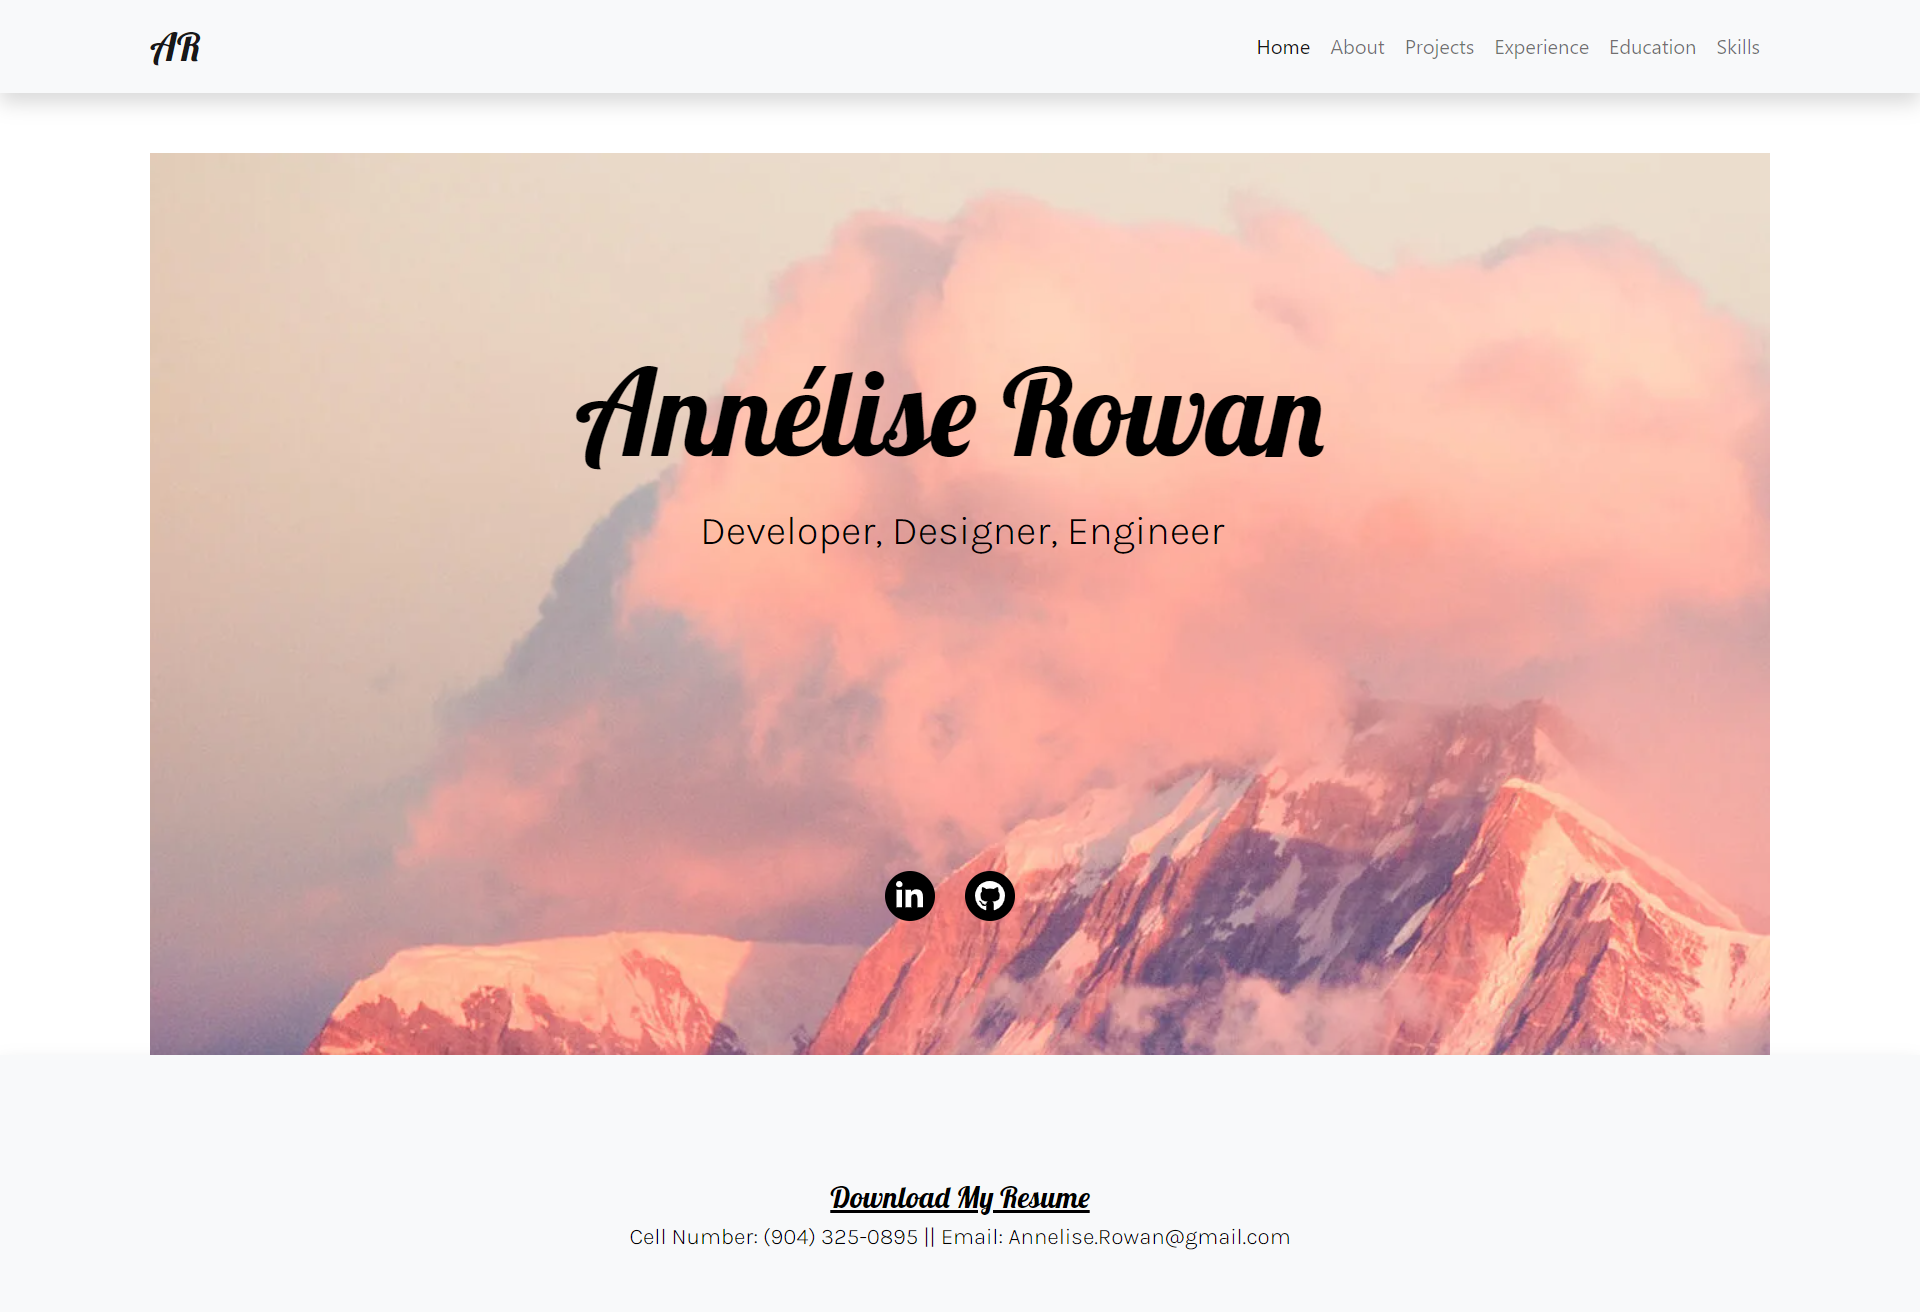 AR
Home About Projects Experience Education Skills
Annélise Rowan
Developer, Designer, Engineer
in
Download My Resume
Cell Number: (904) 325-0895 || Email: Annelise.Rowan@gmail.com